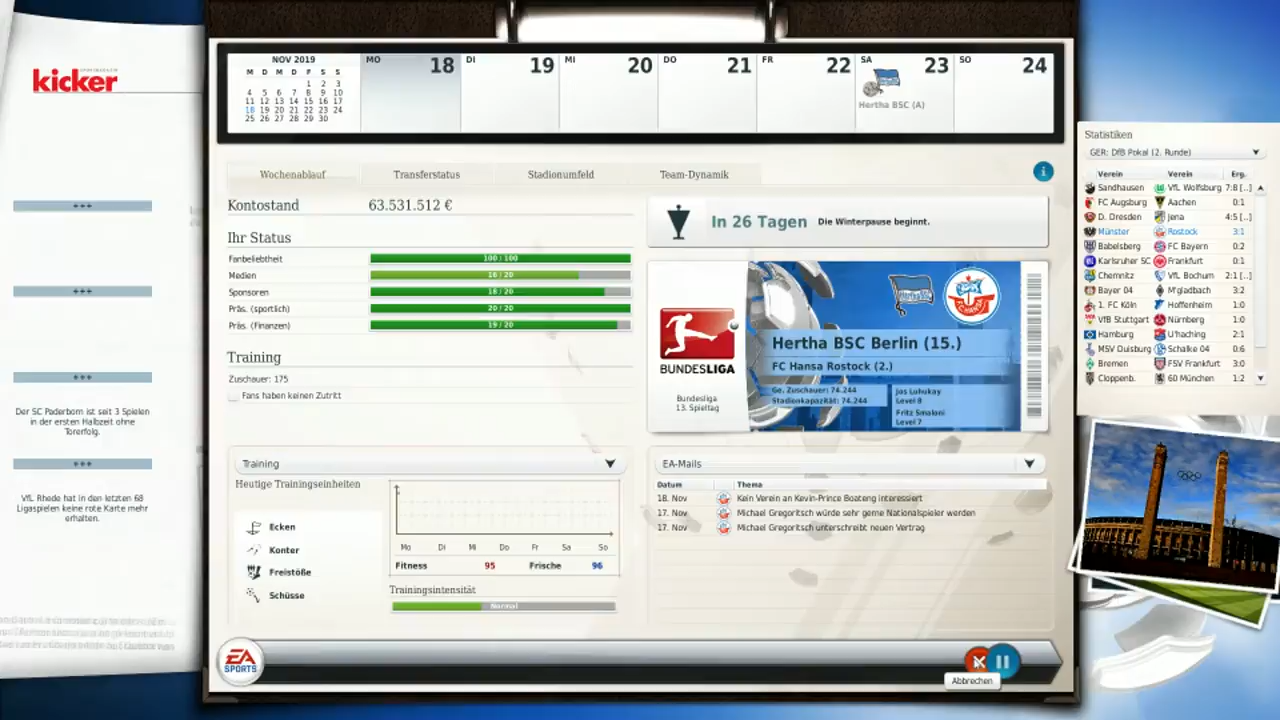 kicker
NOV 2019
M D M D F S S
1 2 3
4 5 6 7 8 9 10
11 12 13 14 15 16 17
18 19 20 21 22 23 24
25 26 27 28 29 30
MO 18
DI 19
MI 20
DO 21
FR 22
SA 23
Hertha BSC (A)
SO 24
Wochenablauf
Transferstatus
Stadionumfeld
Team-Dynamik
Kontostand 63.531.512 €
Ihr Status
Fanbeliebtheit 100 / 100
Medien 16 / 20
Sponsoren 18 / 20
Präs. (sportlich) 20 / 20
Präs. (Finanzen) 19 / 20
Training
Zuschauer: 175
Fans haben keinen Zutritt
In 26 Tagen Die Winterpause beginnt.
BUNDESLIGA
Bundesliga
13. Spieltag
Hertha BSC Berlin (15.)
FC Hansa Rostock (2.)
Ge. Zuschauer: 74.244
Stadionkapazität: 74.244
Jos Luhukay
Level 8
Fritz Smaloni
Level 7
Training
Heutige Trainingseinheiten
Ecken
Konter
Freistöße
Schüsse
Mo Di Mi Do Fr Sa So
Fitness 95 Frische 96
Trainingsintensität
Normal
EA-Mails
Datum Thema
18. Nov Kein Verein an Kevin-Prince Boateng interessiert
17. Nov Michael Gregoritsch würde sehr gerne Nationalspieler werden
17. Nov Michael Gregoritsch unterschreibt neuen Vertrag
EA SPORTS
Abbrechen
Der SC Paderborn ist seit 3 Spielen
in der ersten Halbzeit ohne
Torerfolg.
VfL Rhede hat in den letzten 68
Ligaspielen keine rote Karte mehr
erhalten.
Statistiken
GER: DfB Pokal (2. Runde)
Verein Verein Erg.
Sandhausen VfL Wolfsburg 7:8 [..]
FC Augsburg Aachen 0:1
D. Dresden Jena 4:5 [..]
Münster Rostock 3:1
Babelsberg FC Bayern 0:2
Karlsruher SC Frankfurt 0:1
Chemnitz VfL Bochum 2:1 [..]
Bayer 04 M'gladbach 3:2
1. FC Köln Hoffenheim 1:0
VfB Stuttgart Nürnberg 1:0
Hamburg U'haching 2:1
MSV Duisburg Schalke 04 0:6
Bremen FSV Frankfurt 3:0
Cloppenb. 60 München 1:2